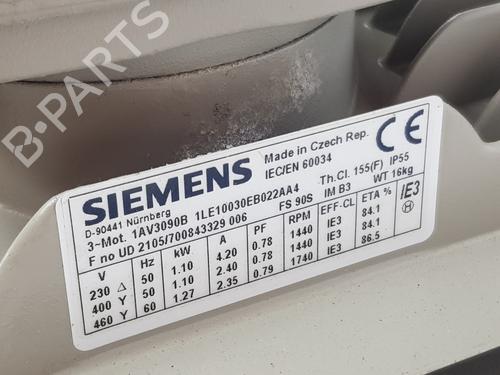 B-PARTS
SIEMENS
Made in Czech Rep.
IEC/EN 60034
D-90441 Nürnberg
3~Mot. 1AV3090B 1LE10030EB022AA4
Th.Cl. 155(F) IP55
F no UD 2105/700843329 006
FS 90S IM B3 WT 16kg
V Hz kW A PF RPM EFF-CL ETA % IE3
230 Δ 50 1.10 4.20 0.78 1440 IE3 84.1
400 Y 50 1.10 2.40 0.78 1440 IE3 84.1
460 Y 60 1.27 2.35 0.79 1740 IE3 86.5